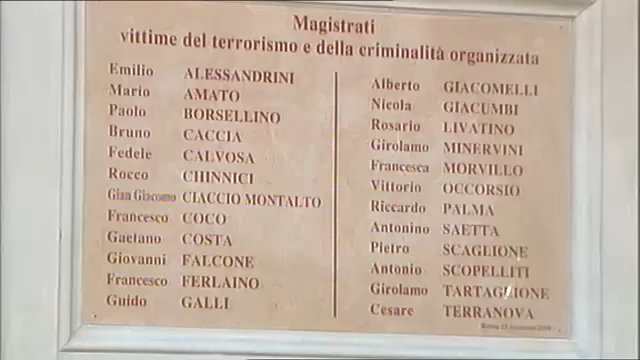 Magistrati
vittime del terrorismo e della criminalità organizzata
Emilio ALESSANDRINI
Mario AMATO
Paolo BORSELLINO
Bruno CACCIA
Fedele CALVOSA
Rocco CHINNICI
Gian Giacomo CIACCIO MONTALTO
Francesco COCO
Gaetano COSTA
Giovanni FALCONE
Francesco FERLAINO
Guido GALLI
Alberto GIACOMELLI
Nicola GIACUMBI
Rosario LIVATINO
Girolamo MINERVINI
Francesca MORVILLO
Vittorio OCCORSIO
Riccardo PALMA
Antonino SAETTA
Pietro SCAGLIONE
Antonio SCOPELLITI
Girolamo TARTAGLIONE
Cesare TERRANOVA
Roma